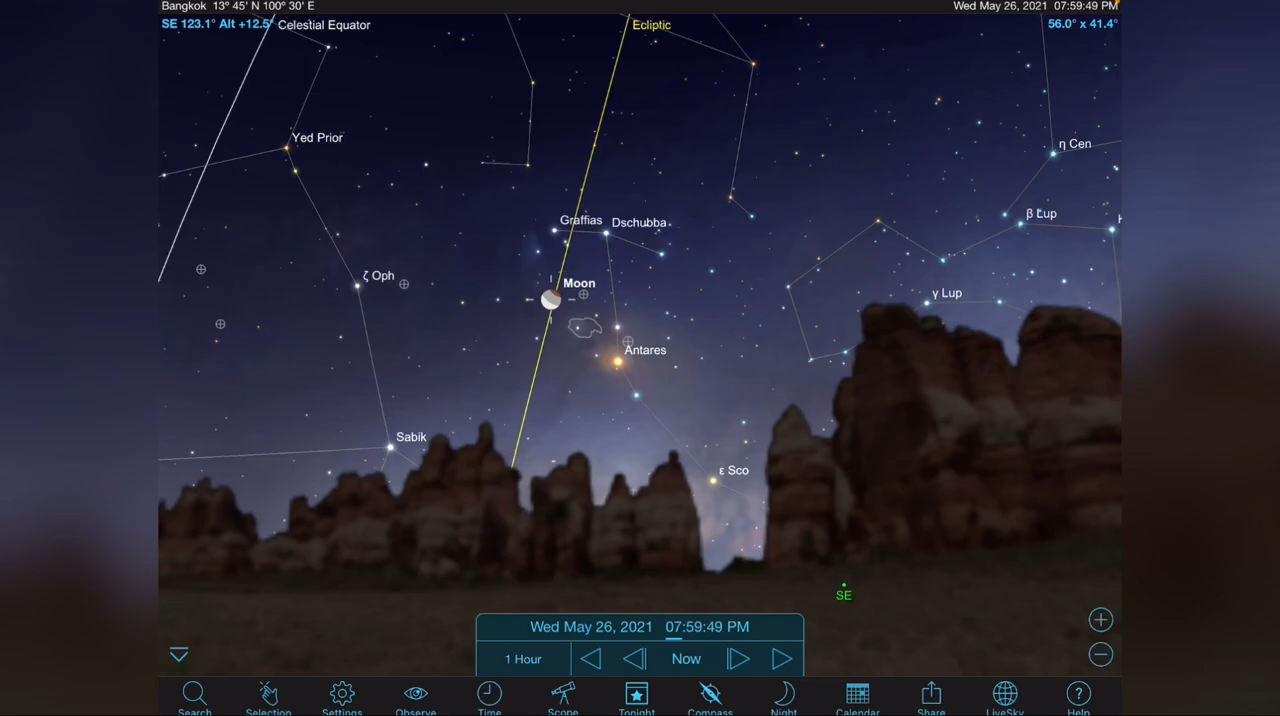 Bangkok 13° 45' N 100° 30' E
Wed May 26, 2021 07:59:49 PM
SE 123.1° Alt +12.5°
Celestial Equator
Ecliptic
56.0° x 41.4°
Yed Prior
η Cen
Graffias
Dschubba
β Lup
ζ Oph
Moon
γ Lup
Antares
Sabik
ε Sco
SE
Wed May 26, 2021 07:59:49 PM
1 Hour
Now
Search
Selection
Settings
Observe
Time
Scope
Tonight
Compass
Night
Calendar
Share
LiveSky
Help